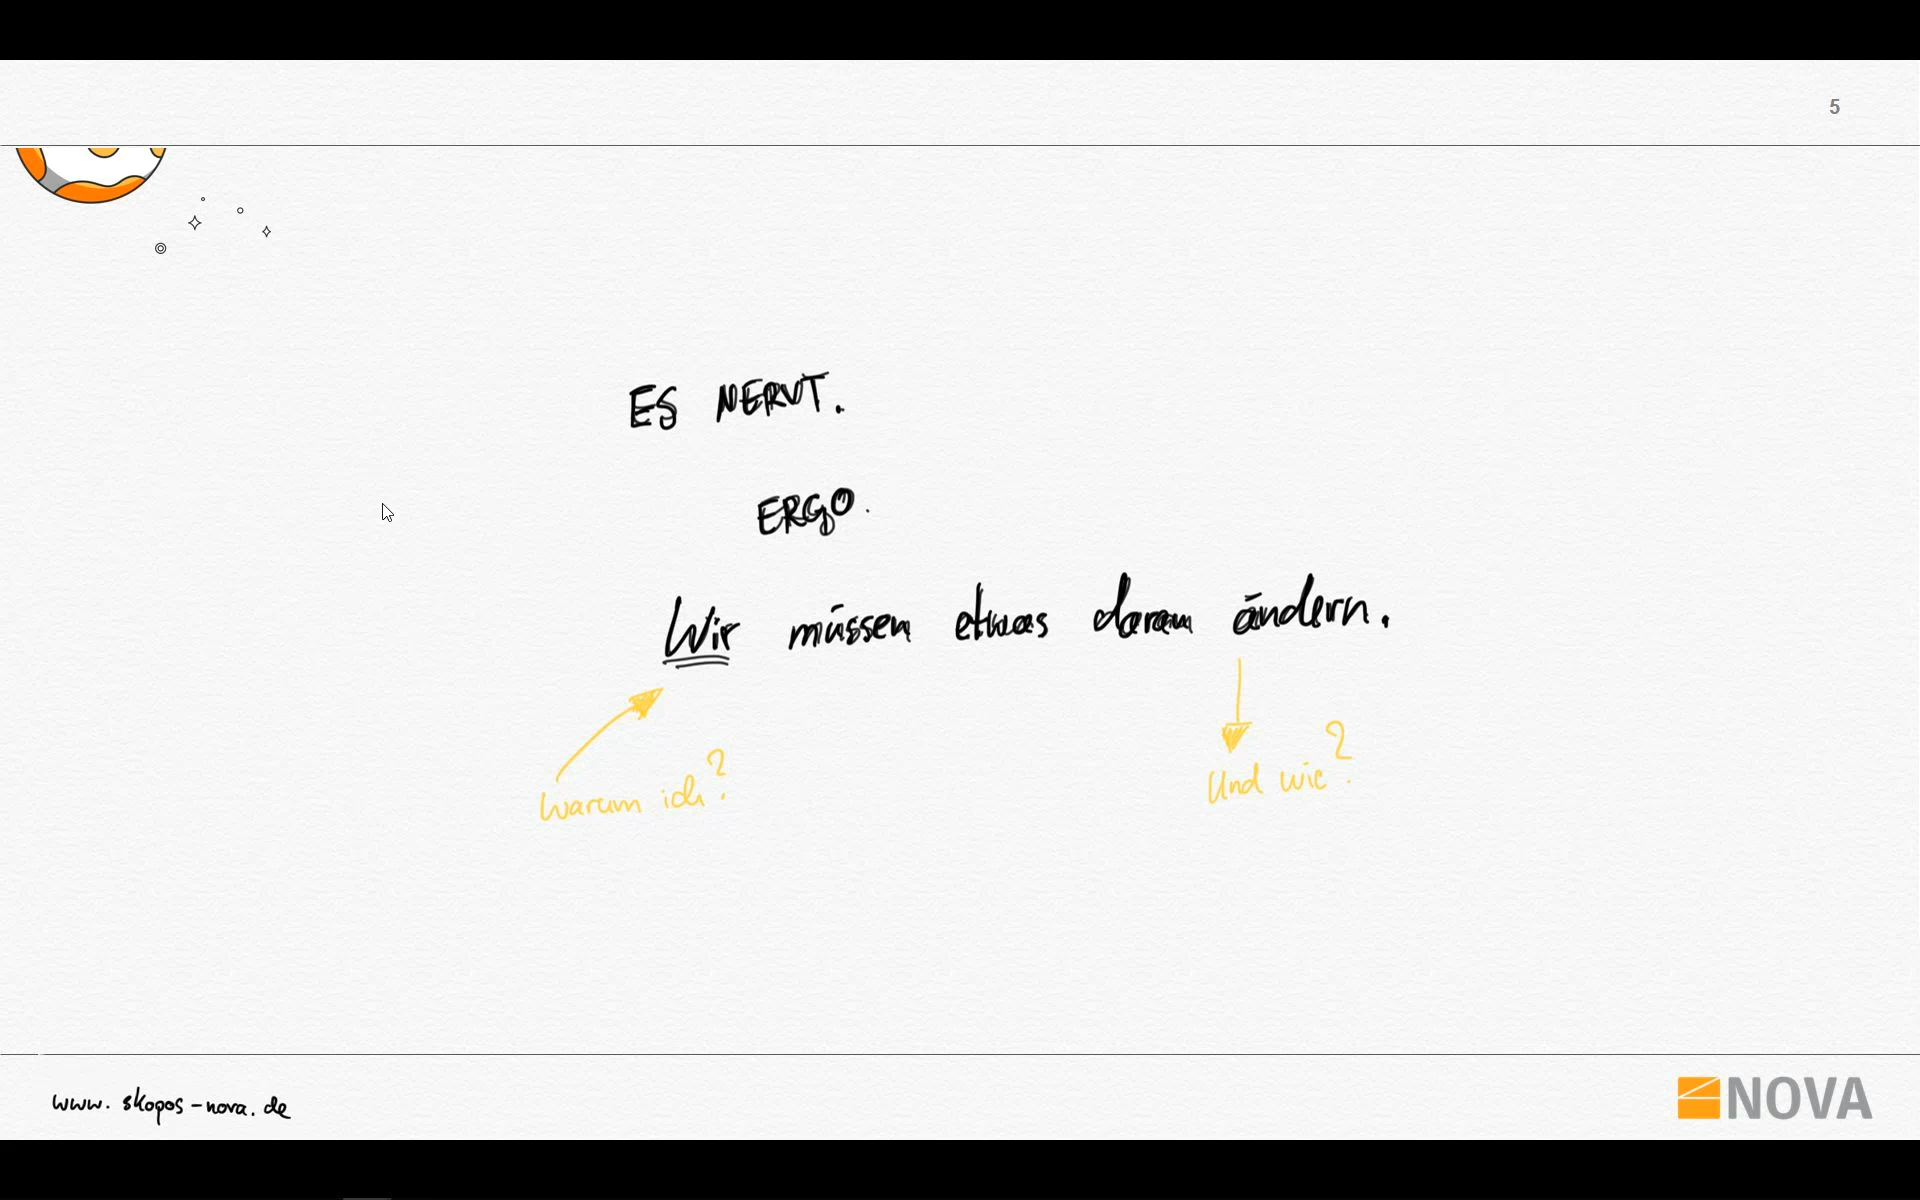 5
ES NERVT.
ERGO.
Wir müssen etwas daran ändern.
Warum ich?
Und wie?
www.skopos-nova.de
NOVA